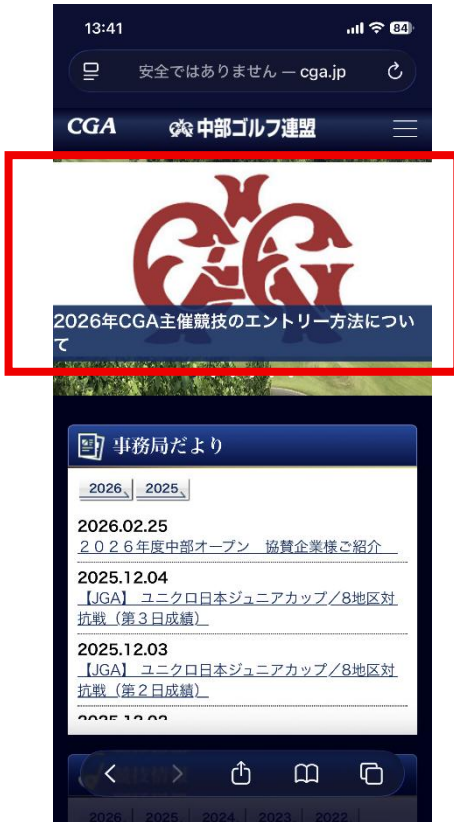 13:41
84
安全ではありません — cga.jp
CGA
中部ゴルフ連盟
2026年CGA主催競技のエントリー方法につい
て
事務局だより
2026
2025
2026.02.25
２０２６年度中部オープン　協賛企業様ご紹介
2025.12.04
【JGA】 ユニクロ日本ジュニアカップ／8地区対
抗戦（第３日成績）
2025.12.03
【JGA】 ユニクロ日本ジュニアカップ／8地区対
抗戦（第２日成績）
2026
2025
2024
2023
2022